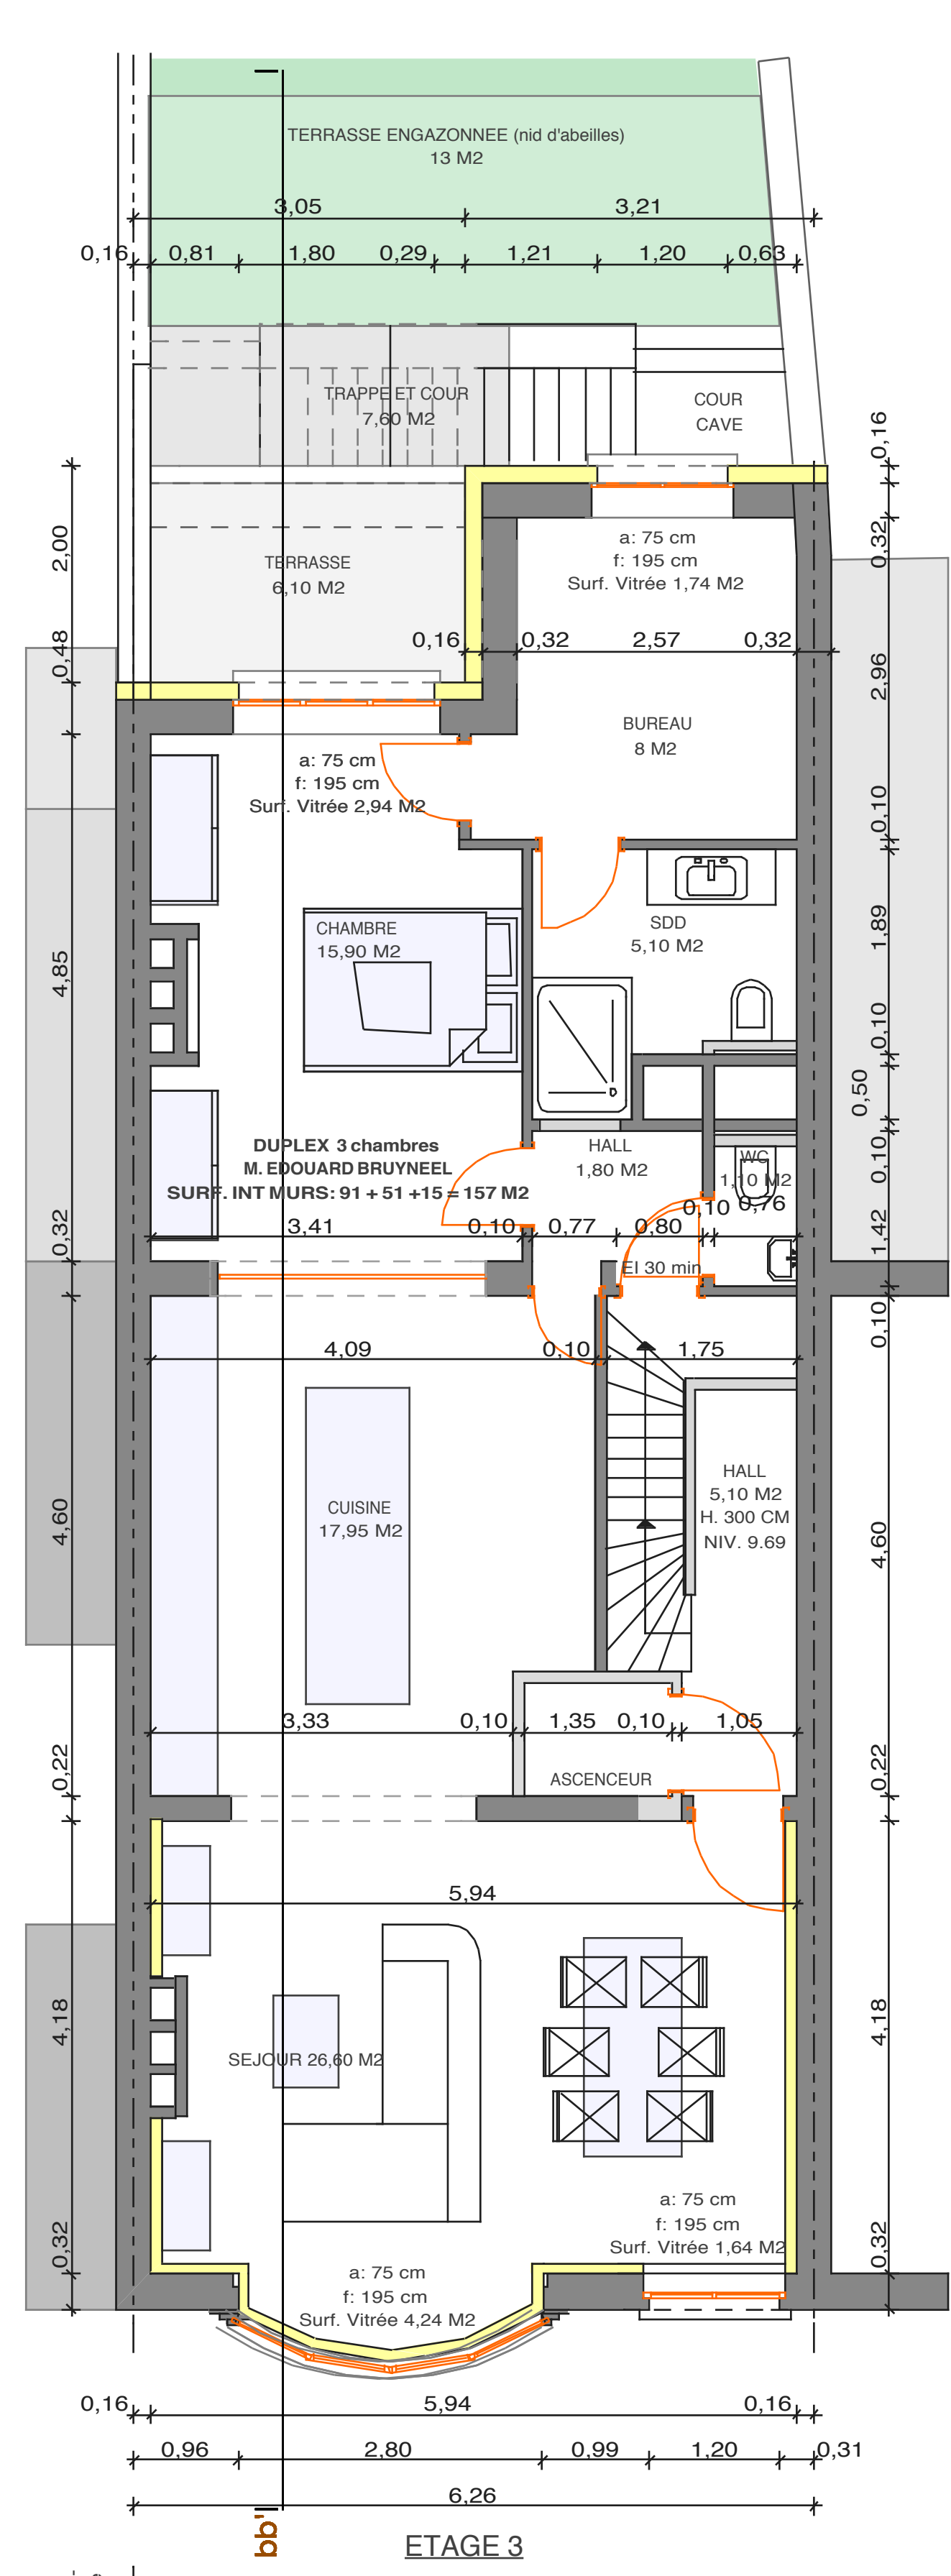 TERRASSE ENGAZONNEE (nid d'abeilles)
13 M2
3,05
3,21
0,16
0,81
1,80
0,29
1,21
1,20
0,63
TRAPPE ET COUR
7,60 M2
COUR
CAVE
0,16
2,00
0,32
a: 75 cm
f: 195 cm
Surf. Vitrée 1,74 M2
TERRASSE
6,10 M2
0,48
0,16
0,32
2,57
0,32
2,96
BUREAU
8 M2
a: 75 cm
f: 195 cm
Surf. Vitrée 2,94 M2
0,10
CHAMBRE
15,90 M2
SDD
5,10 M2
1,89
4,85
0,10
0,50
DUPLEX 3 chambres
M. EDOUARD BRUYNEEL
SURF. INT MURS: 91 + 51 +15 = 157 M2
HALL
1,80 M2
WC
1,10 M2
0,10
0,32
3,41
0,10
0,77
0,80
0,10
0,76
1,42
EI 30 min
0,10
4,09
0,10
1,75
HALL
5,10 M2
H. 300 CM
NIV. 9.69
CUISINE
17,95 M2
4,60
4,60
3,33
0,10
1,35
0,10
1,05
0,22
0,22
ASCENCEUR
5,94
4,18
4,18
SEJOUR 26,60 M2
a: 75 cm
f: 195 cm
Surf. Vitrée 1,64 M2
0,32
0,32
a: 75 cm
f: 195 cm
Surf. Vitrée 4,24 M2
0,16
5,94
0,16
0,96
2,80
0,99
1,20
0,31
6,26
bb'
ETAGE 3